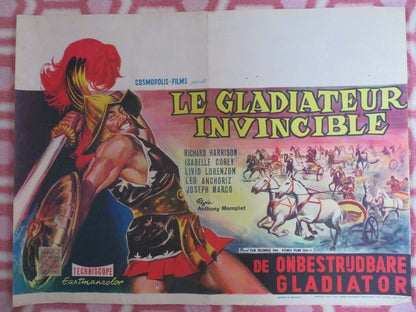 COSMOPOLIS-FILMS
LE GLADIATEUR
INVINCIBLE
RICHARD HARRISON
ISABELLE COREY
LIVIO LORENZON
LEO ANCHORIZ
JOSEPH MARCO
Régie
Anthony Momplet
DE ONBESTRIJDBARE
GLADIATOR
TECHNISCOPE
Eastmancolor